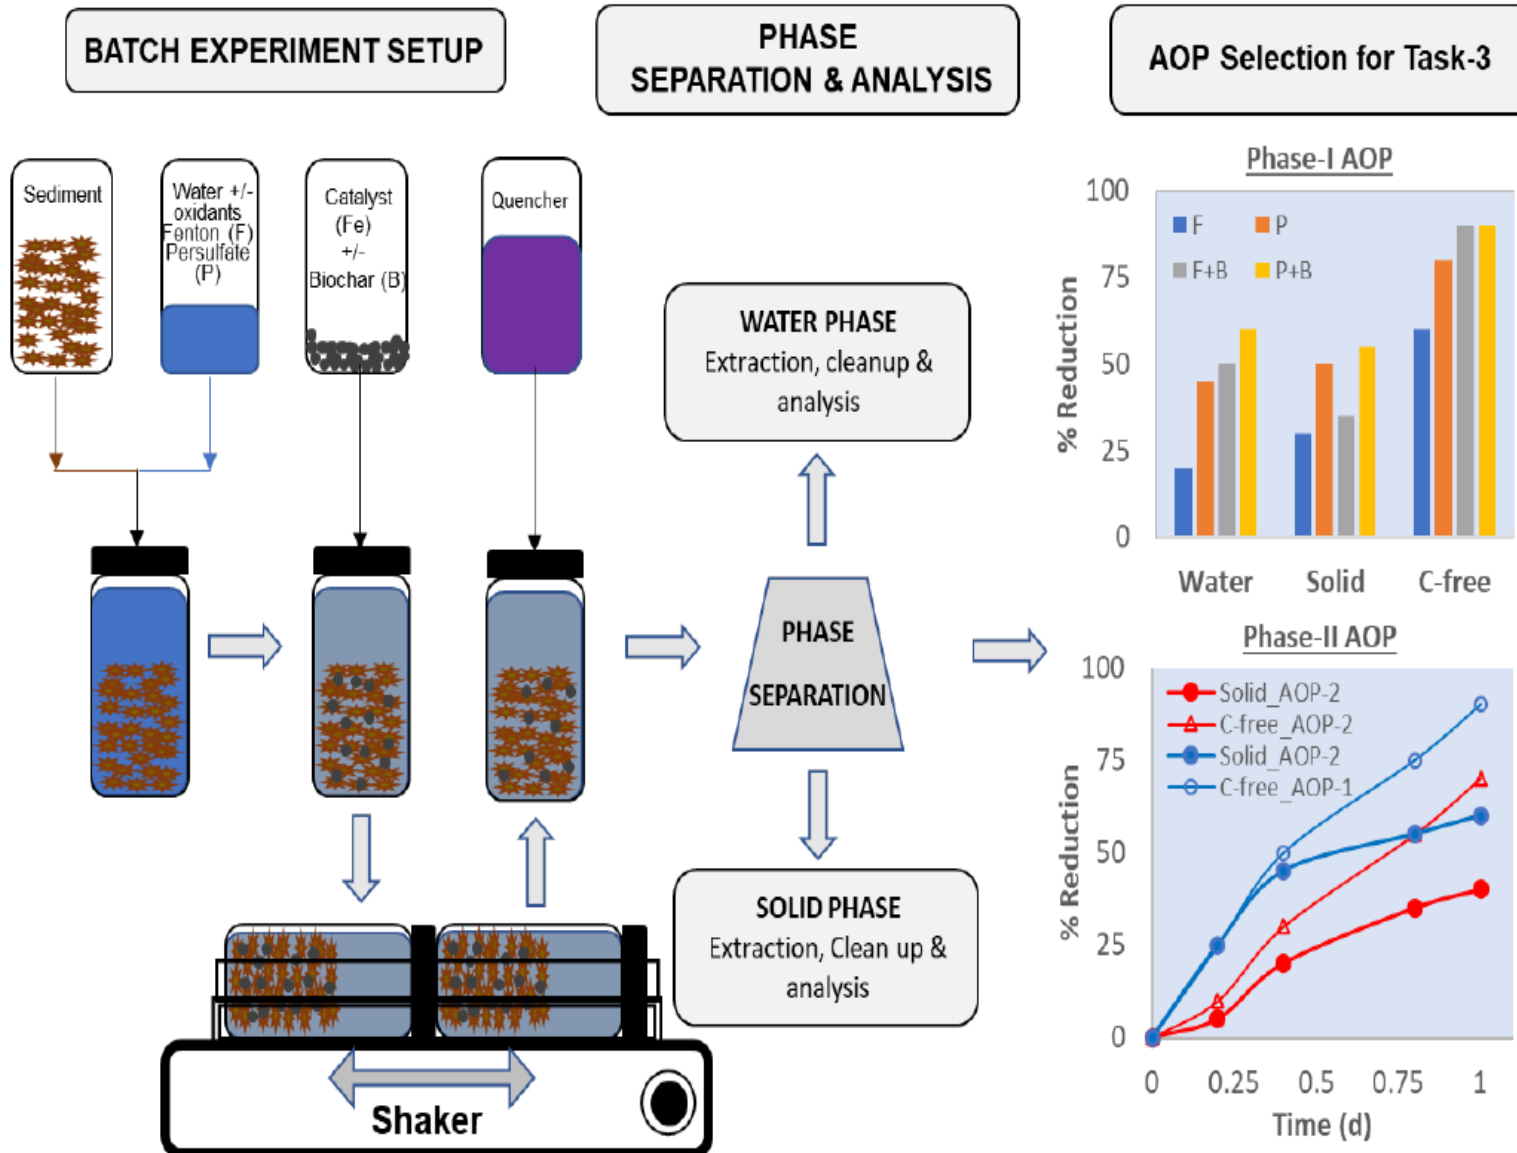 BATCH EXPERIMENT SETUP
PHASE
SEPARATION & ANALYSIS
AOP Selection for Task-3
Sediment
Water +/-
oxidants
Fenton (F)
Persulfate
(P)
Catalyst
(Fe)
+/-
Biochar (B)
Quencher
WATER PHASE
Extraction, cleanup &
analysis
PHASE
SEPARATION
SOLID PHASE
Extraction, Clean up &
analysis
Shaker
Phase-I AOP
100
75
50
25
0
% Reduction
F
P
F+B
P+B
Water
Solid
C-free
Phase-II AOP
100
75
50
25
0
% Reduction
Solid_AOP-2
C-free_AOP-2
Solid_AOP-2
C-free_AOP-1
0
0.25
0.5
0.75
1
Time (d)